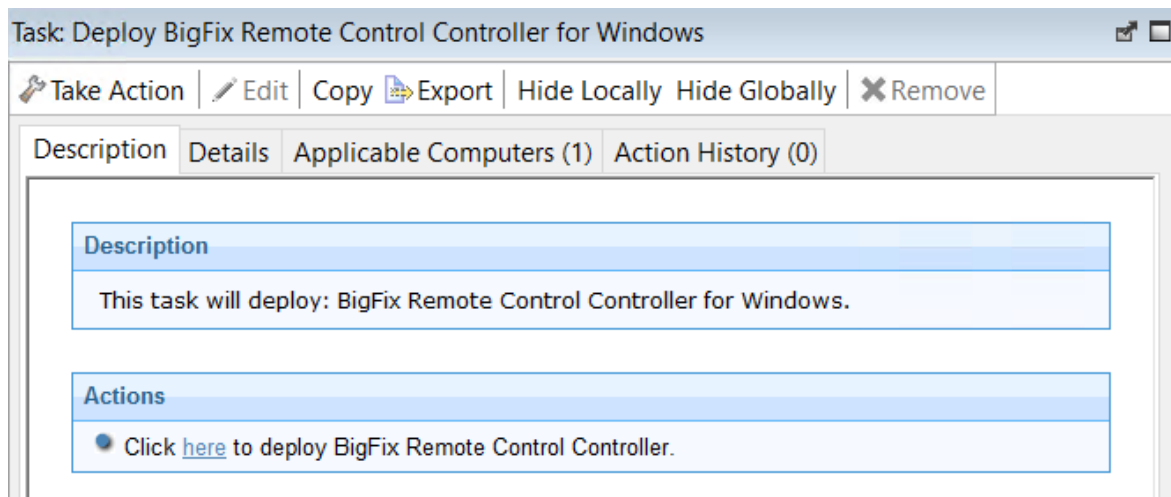 Task: Deploy BigFix Remote Control Controller for Windows
Take Action Edit Copy Export Hide Locally Hide Globally Remove
Description Details Applicable Computers (1) Action History (0)
Description
This task will deploy: BigFix Remote Control Controller for Windows.
Actions
Click here to deploy BigFix Remote Control Controller.